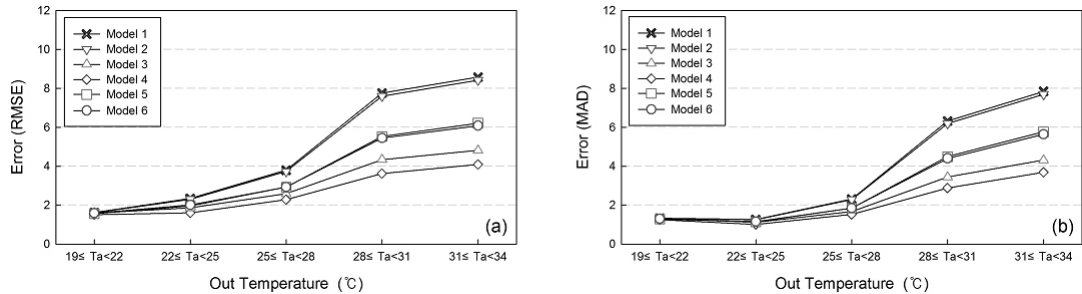 12
10
8
6
4
2
0
Error (RMSE)
Model 1
Model 2
Model 3
Model 4
Model 5
Model 6
(a)
19≤ Ta<22
22≤ Ta<25
25≤ Ta<28
28≤ Ta<31
31≤ Ta<34
Out Temperature (℃)
12
10
8
6
4
2
0
Error (MAD)
Model 1
Model 2
Model 3
Model 4
Model 5
Model 6
(b)
19≤ Ta<22
22≤ Ta<25
25≤ Ta<28
28≤ Ta<31
31≤ Ta<34
Out Temperature (℃)